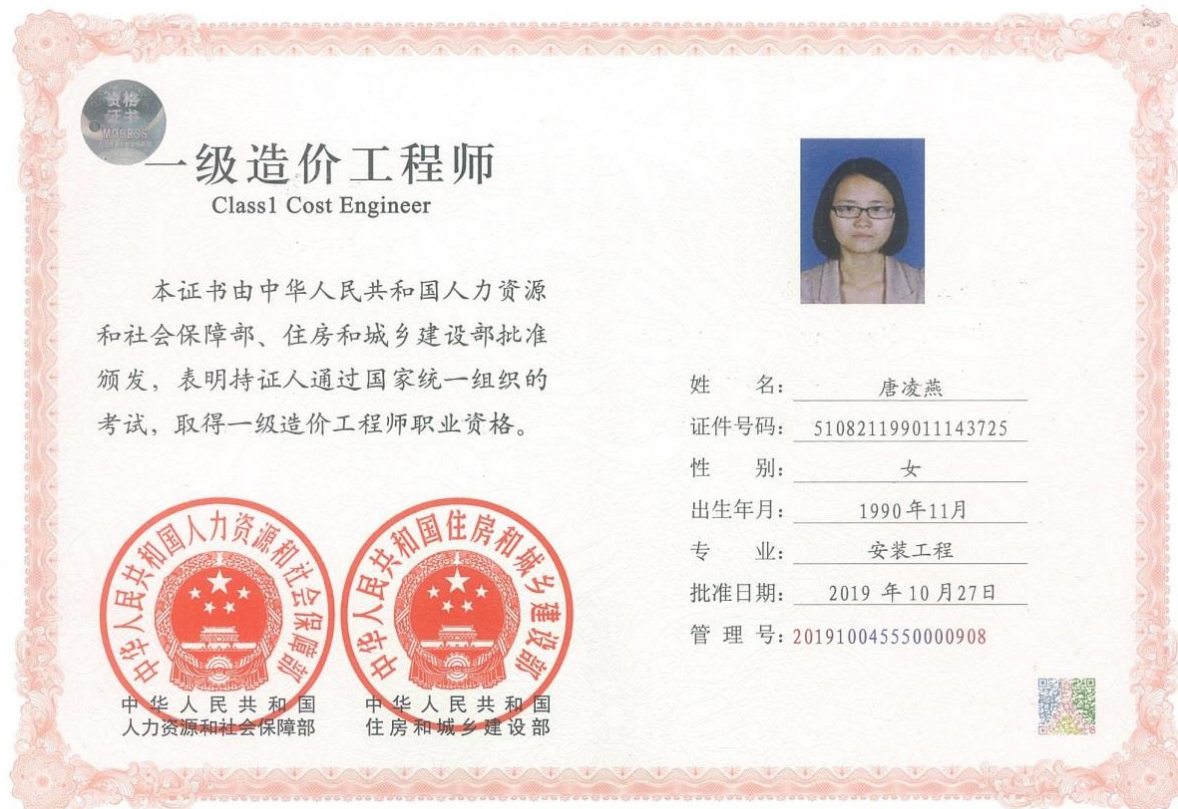 资格
证书
MOHRSS
一级造价工程师
Class1 Cost Engineer
本证书由中华人民共和国人力资源
和社会保障部、住房和城乡建设部批准
颁发，表明持证人通过国家统一组织的
考试，取得一级造价工程师职业资格。
中华人民共和国人力资源和社会保障部
中华人民共和国
人力资源和社会保障部
中华人民共和国住房和城乡建设部
中华人民共和国
住房和城乡建设部
姓 名： 唐凌燕
证件号码： 510821199011143725
性 别： 女
出生年月： 1990年11月
专 业： 安装工程
批准日期： 2019 年 10 月27日
管 理 号：201910045550000908